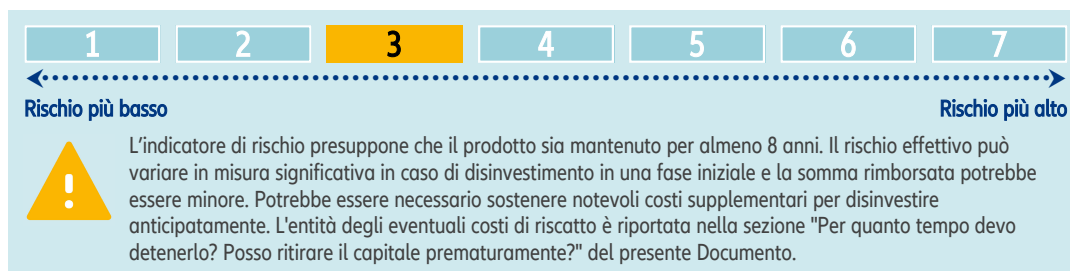 1 2 3 4 5 6 7
Rischio più basso Rischio più alto
L'indicatore di rischio presuppone che il prodotto sia mantenuto per almeno 8 anni. Il rischio effettivo può
variare in misura significativa in caso di disinvestimento in una fase iniziale e la somma rimborsata potrebbe
essere minore. Potrebbe essere necessario sostenere notevoli costi supplementari per disinvestire
anticipatamente. L'entità degli eventuali costi di riscatto è riportata nella sezione "Per quanto tempo devo
detenerlo? Posso ritirare il capitale prematuramente?" del presente Documento.